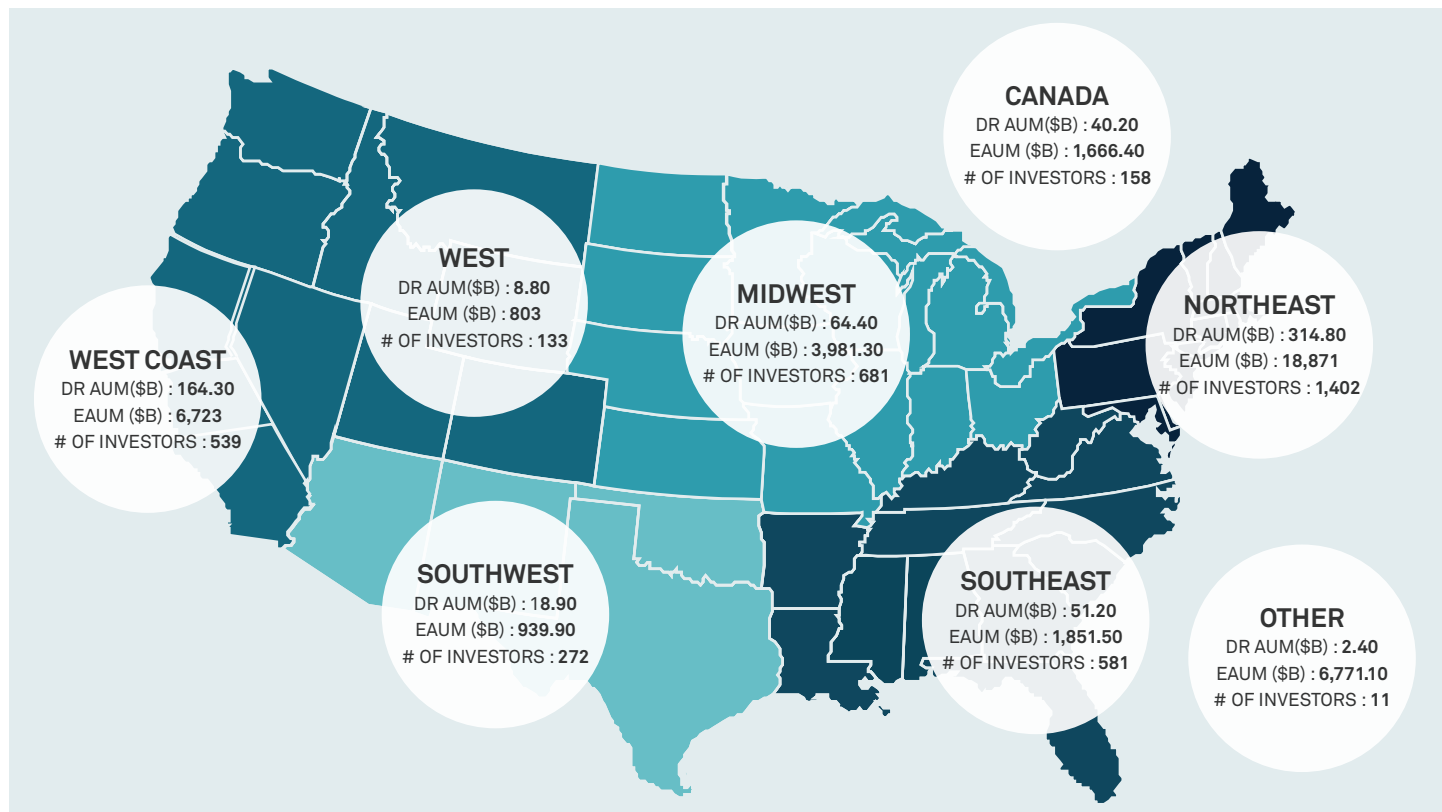 CANADA
DR AUM($B) : 40.20
EAUM ($B) : 1,666.40
# OF INVESTORS : 158
WEST
DR AUM($B) : 8.80
EAUM ($B) : 803
# OF INVESTORS : 133
MIDWEST
DR AUM($B) : 64.40
EAUM ($B) : 3,981.30
# OF INVESTORS : 681
NORTHEAST
DR AUM($B) : 314.80
EAUM ($B) : 18,871
# OF INVESTORS : 1,402
WEST COAST
DR AUM($B) : 164.30
EAUM ($B) : 6,723
# OF INVESTORS : 539
SOUTHWEST
DR AUM($B) : 18.90
EAUM ($B) : 939.90
# OF INVESTORS : 272
SOUTHEAST
DR AUM($B) : 51.20
EAUM ($B) : 1,851.50
# OF INVESTORS : 581
OTHER
DR AUM($B) : 2.40
EAUM ($B) : 6,771.10
# OF INVESTORS : 11